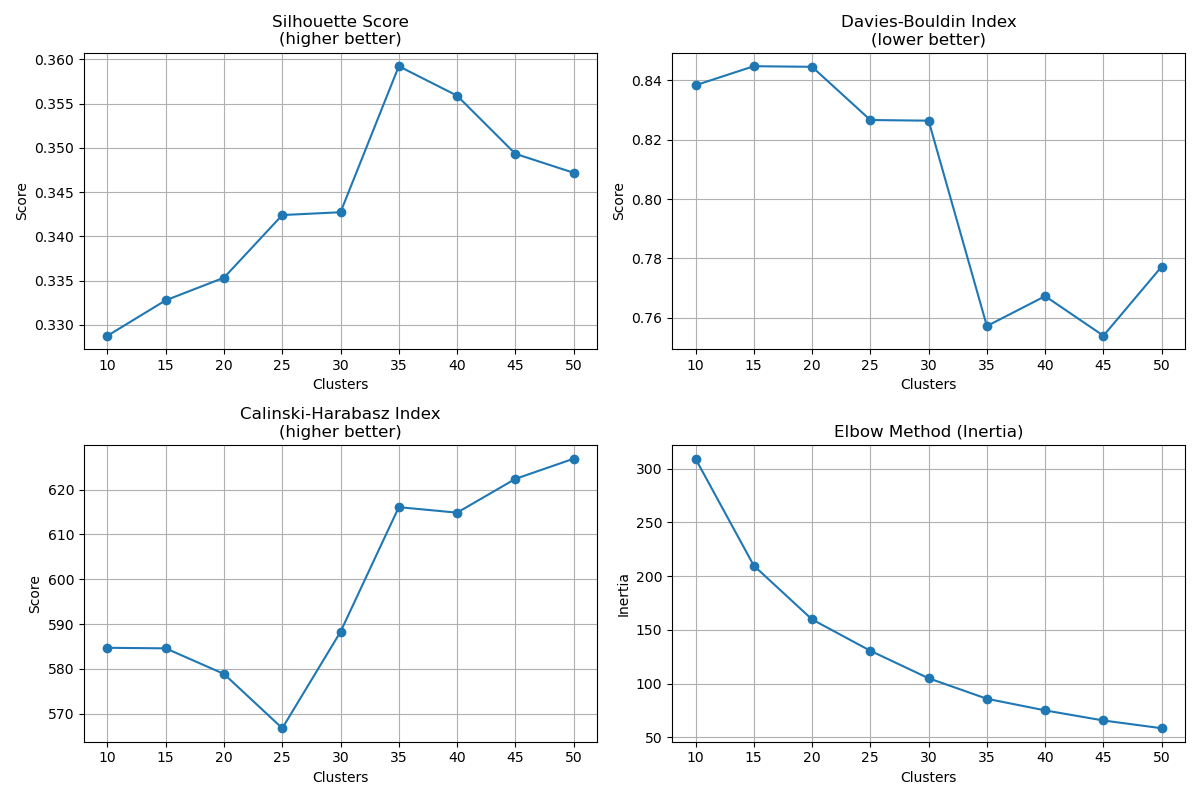 Silhouette Score
(higher better)
0.360
0.355
0.350
0.345
0.340
0.335
0.330
Score
10 15 20 25 30 35 40 45 50
Clusters
Davies-Bouldin Index
(lower better)
0.84
0.82
0.80
0.78
0.76
Score
10 15 20 25 30 35 40 45 50
Clusters
Calinski-Harabasz Index
(higher better)
620
610
600
590
580
570
Score
10 15 20 25 30 35 40 45 50
Clusters
Elbow Method (Inertia)
300
250
200
150
100
50
Inertia
10 15 20 25 30 35 40 45 50
Clusters